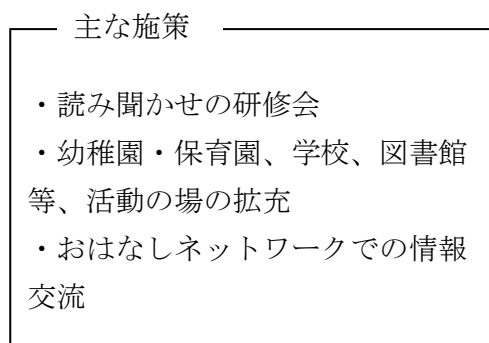 主な施策
・読み聞かせの研修会
・幼稚園・保育園、学校、図書館
等、活動の場の拡充
・おはなしネットワークでの情報
交流